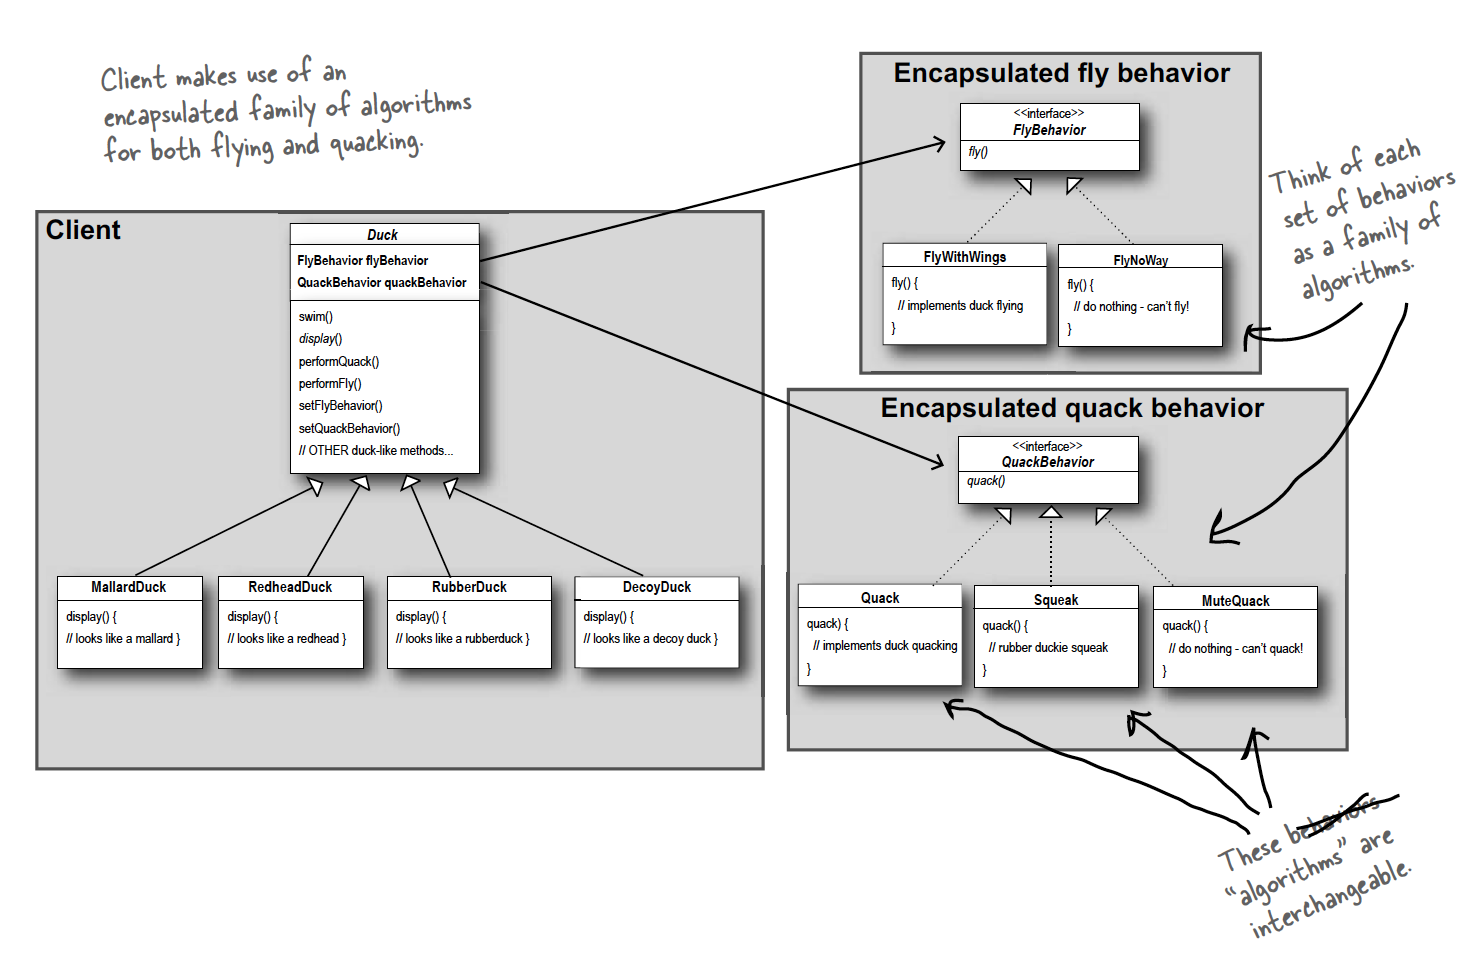 Client makes use of an
encapsulated family of algorithms
for both flying and quacking.
Client
Duck
FlyBehavior flyBehavior
QuackBehavior quackBehavior
swim()
display()
performQuack()
performFly()
setFlyBehavior()
setQuackBehavior()
// OTHER duck-like methods...
MallardDuck
display() {
// looks like a mallard }
RedheadDuck
display() {
// looks like a redhead }
RubberDuck
display() {
// looks like a rubberduck }
DecoyDuck
display() {
// looks like a decoy duck }
Encapsulated fly behavior
<<interface>>
FlyBehavior
fly()
FlyWithWings
fly() {
// implements duck flying
}
FlyNoWay
fly() {
// do nothing - can't fly!
}
Think of each
set of behaviors
as a family of
algorithms.
Encapsulated quack behavior
<<interface>>
QuackBehavior
quack()
Quack
quack) {
// implements duck quacking
}
Squeak
quack() {
// rubber duckie squeak
}
MuteQuack
quack() {
// do nothing - can't quack!
}
These behaviors
“algorithms” are
interchangeable.